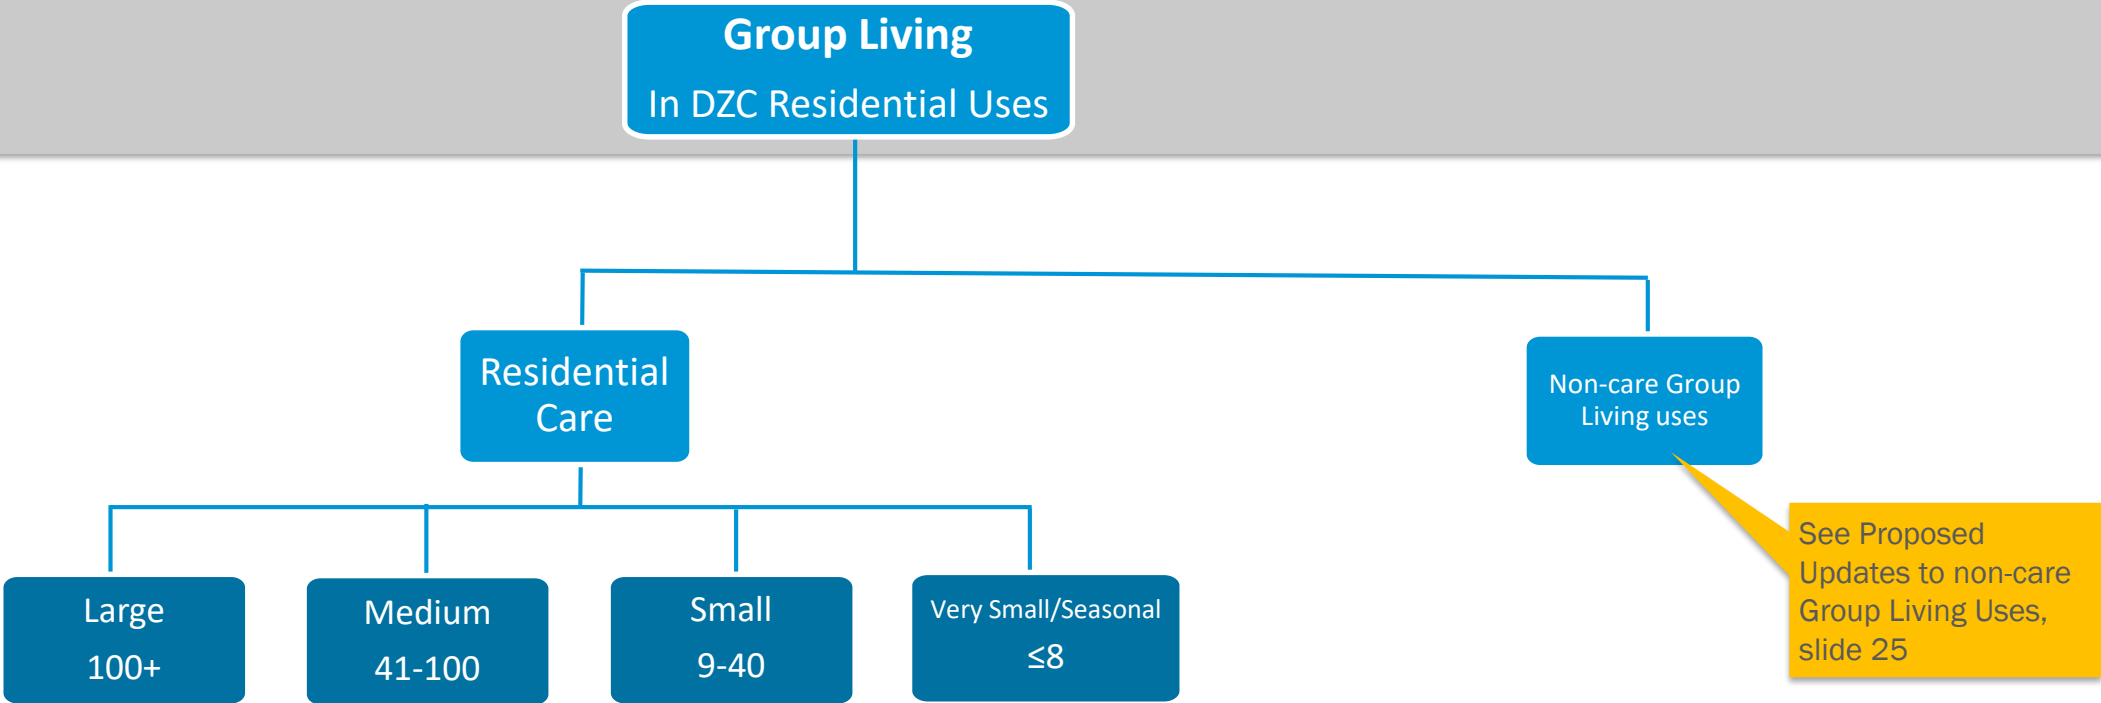 Group Living
In DZC Residential Uses
Residential
Care
Non-care Group
Living uses
Large
100+
Medium
41-100
Small
9-40
Very Small/Seasonal
≤8
See Proposed
Updates to non-care
Group Living Uses,
slide 25